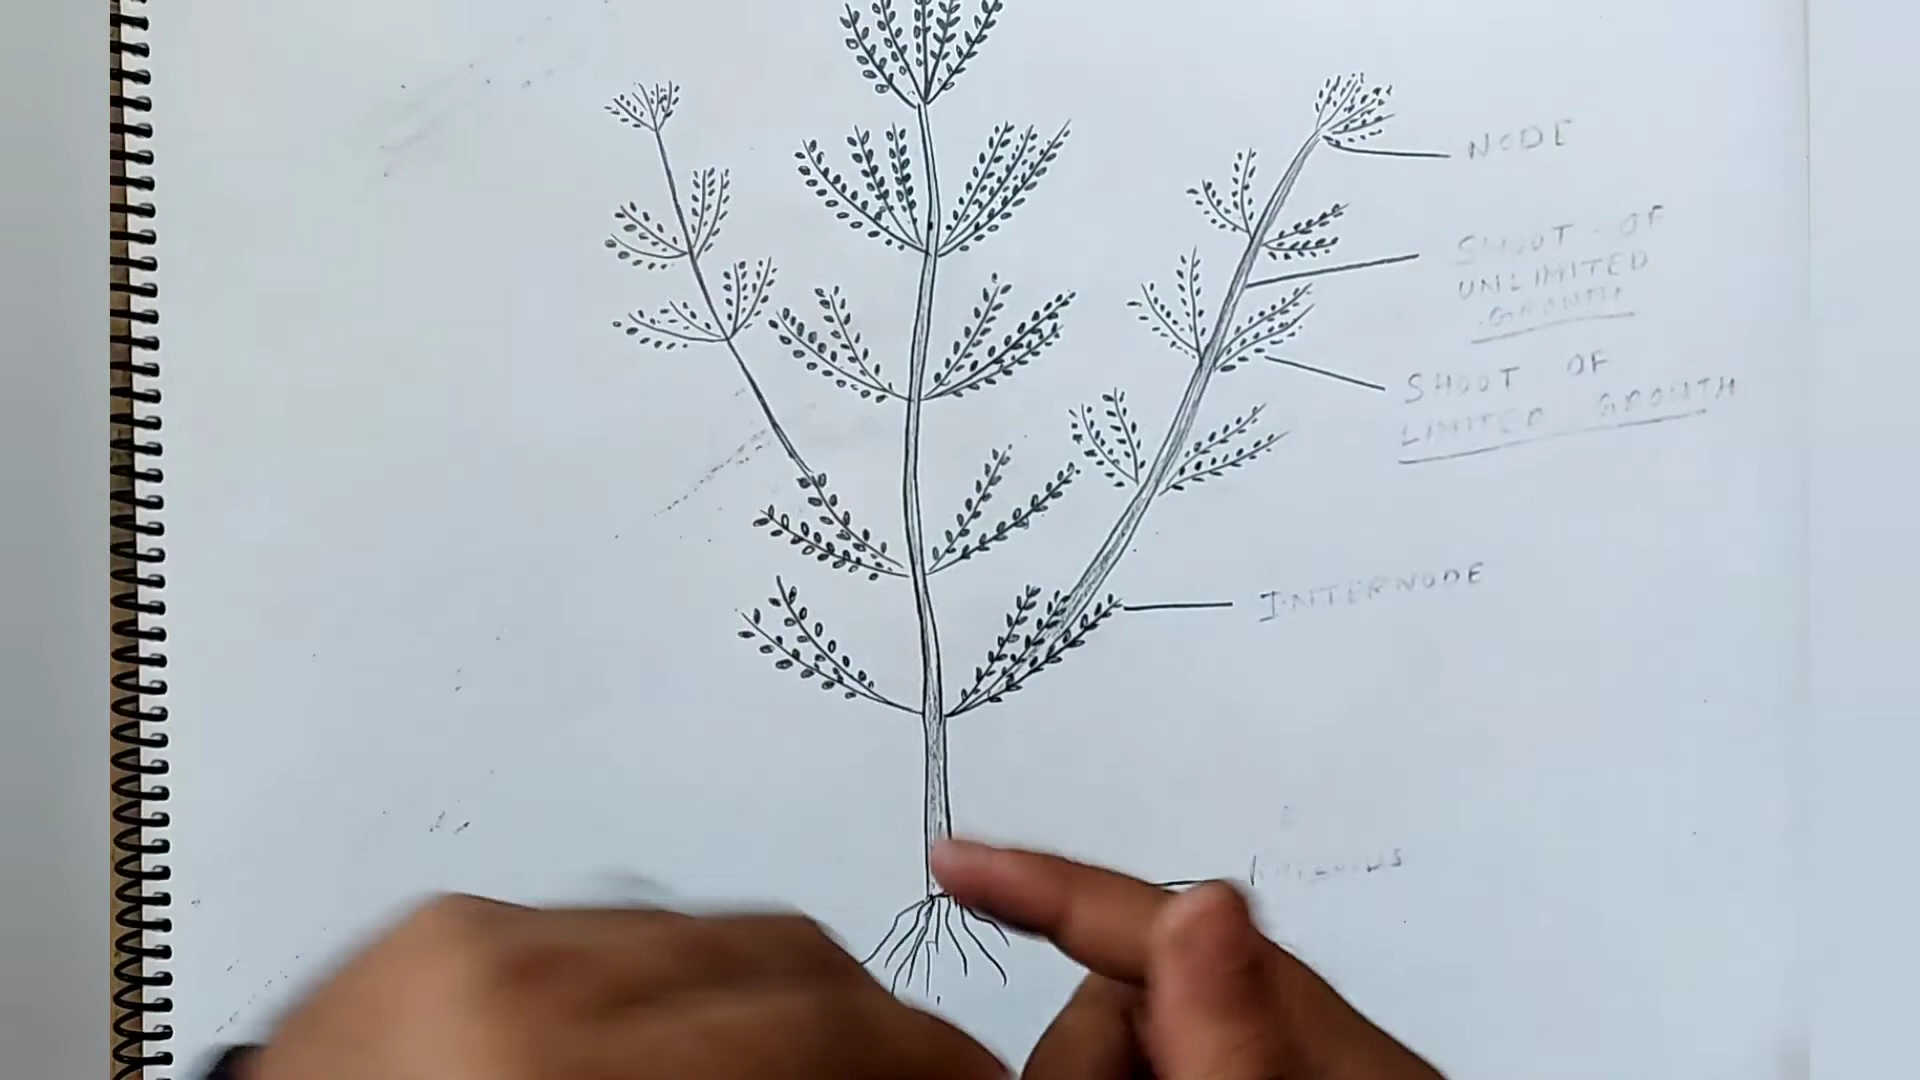 NODE
SHOOT OF
UNLIMITED
GROWTH
SHOOT OF
LIMITED GROWTH
INTERNODE